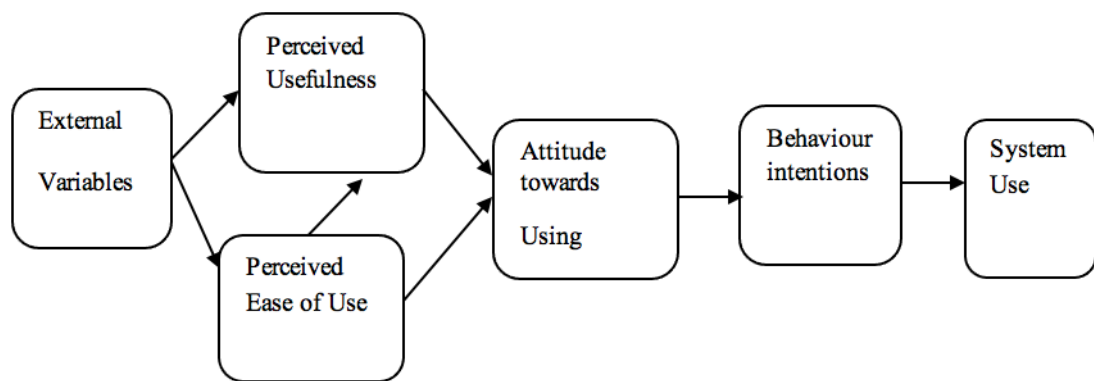 External
Variables
Perceived
Usefulness
Perceived
Ease of Use
Attitude
towards
Using
Behaviour
intentions
System
Use